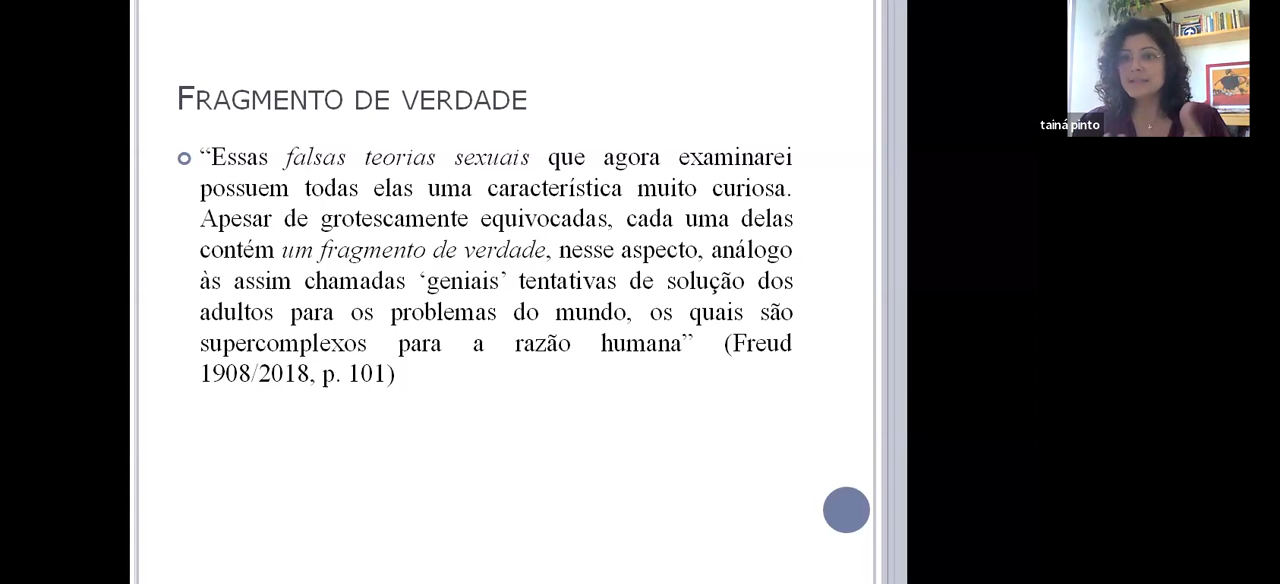 FRAGMENTO DE VERDADE
“Essas falsas teorias sexuais que agora examinarei
possuem todas elas uma característica muito curiosa.
Apesar de grotescamente equivocadas, cada uma delas
contém um fragmento de verdade, nesse aspecto, análogo
às assim chamadas ‘geniais’ tentativas de solução dos
adultos para os problemas do mundo, os quais são
supercomplexos para a razão humana” (Freud
1908/2018, p. 101)
tainá pinto